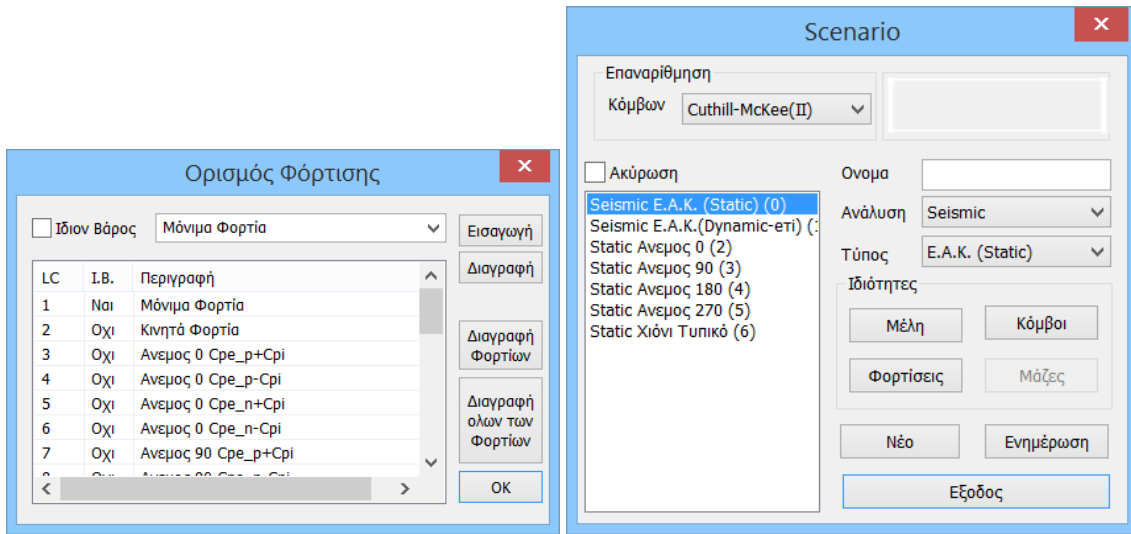 Ορισμός Φόρτισης
Ιδιον Βάρος Μόνιμα Φορτία Εισαγωγή
Διαγραφή
LC Ι.Β. Περιγραφή
1 Ναι Μόνιμα Φορτία
2 Οχι Κινητά Φορτία
3 Οχι Ανεμος 0 Cpe_p+Cpi
4 Οχι Ανεμος 0 Cpe_p-Cpi
5 Οχι Ανεμος 0 Cpe_n+Cpi
6 Οχι Ανεμος 0 Cpe_n-Cpi
7 Οχι Ανεμος 90 Cpe_p+Cpi
Διαγραφή
Φορτίων
Διαγραφή
ολων των
Φορτίων
OK
Scenario
Επαναρίθμηση
Κόμβων Cuthill-McKee(II)
Ακύρωση
Seismic Ε.Α.Κ. (Static) (0)
Seismic E.A.K.(Dynamic-ετι) (
Static Ανεμος 0 (2)
Static Ανεμος 90 (3)
Static Ανεμος 180 (4)
Static Ανεμος 270 (5)
Static Χιόνι Τυπικό (6)
Ονομα
Ανάλυση Seismic
Τύπος Ε.Α.Κ. (Static)
Ιδιότητες
Μέλη Κόμβοι
Φορτίσεις Μάζες
Νέο Ενημέρωση
Εξοδος